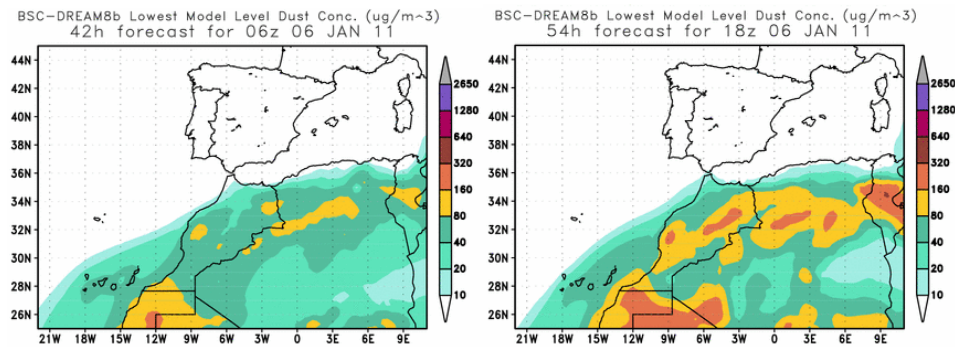 BSC-DREAM8b Lowest Model Level Dust Conc. (ug/m^3)
42h forecast for 06z 06 JAN 11
44N
42N
40N
38N
36N
34N
32N
30N
28N
26N
21W 18W 15W 12W 9W 6W 3W 0 3E 6E 9E
2650
1280
640
320
160
80
40
20
10
BSC-DREAM8b Lowest Model Level Dust Conc. (ug/m^3)
54h forecast for 18z 06 JAN 11
44N
42N
40N
38N
36N
34N
32N
30N
28N
26N
21W 18W 15W 12W 9W 6W 3W 0 3E 6E 9E
2650
1280
640
320
160
80
40
20
10